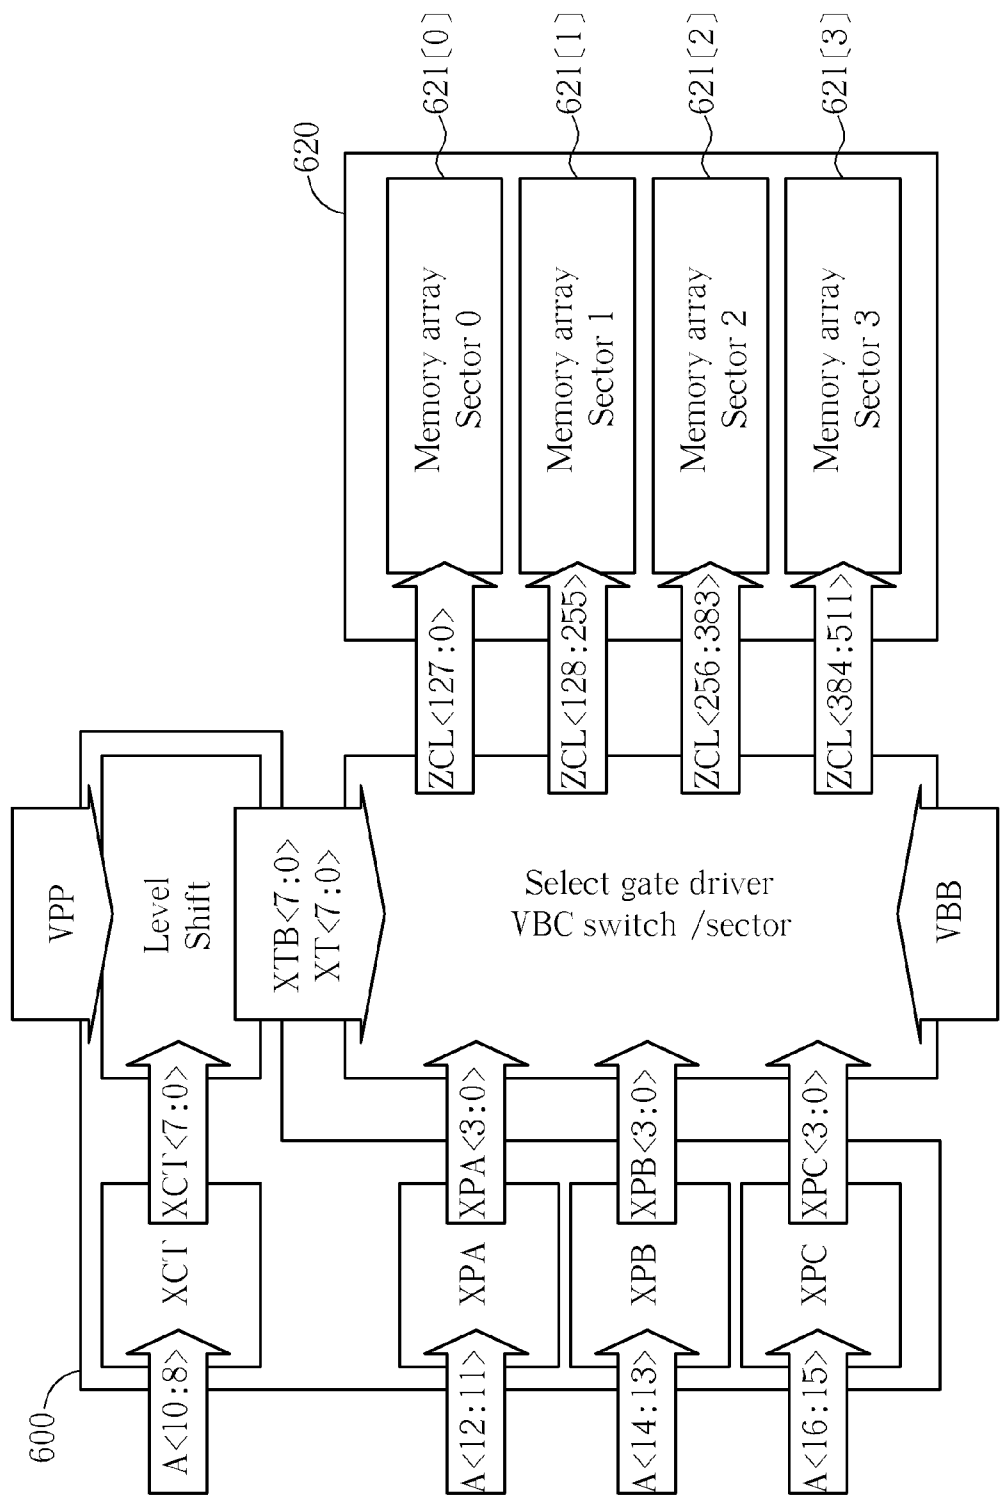 600
620
VPP
Level
Shift
A<10:8>
XCT
XCT<7:0>
XTB<7:0>
XT<7:0>
A<12:11>
XPA
XPA<3:0>
A<14:13>
XPB
XPB<3:0>
A<16:15>
XPC
XPC<3:0>
Select gate driver
VBC switch /sector
VBB
ZCL<127:0>
Memory array
Sector 0
621[0]
ZCL<128:255>
Memory array
Sector 1
621[1]
ZCL<256:383>
Memory array
Sector 2
621[2]
ZCL<384:511>
Memory array
Sector 3
621[3]